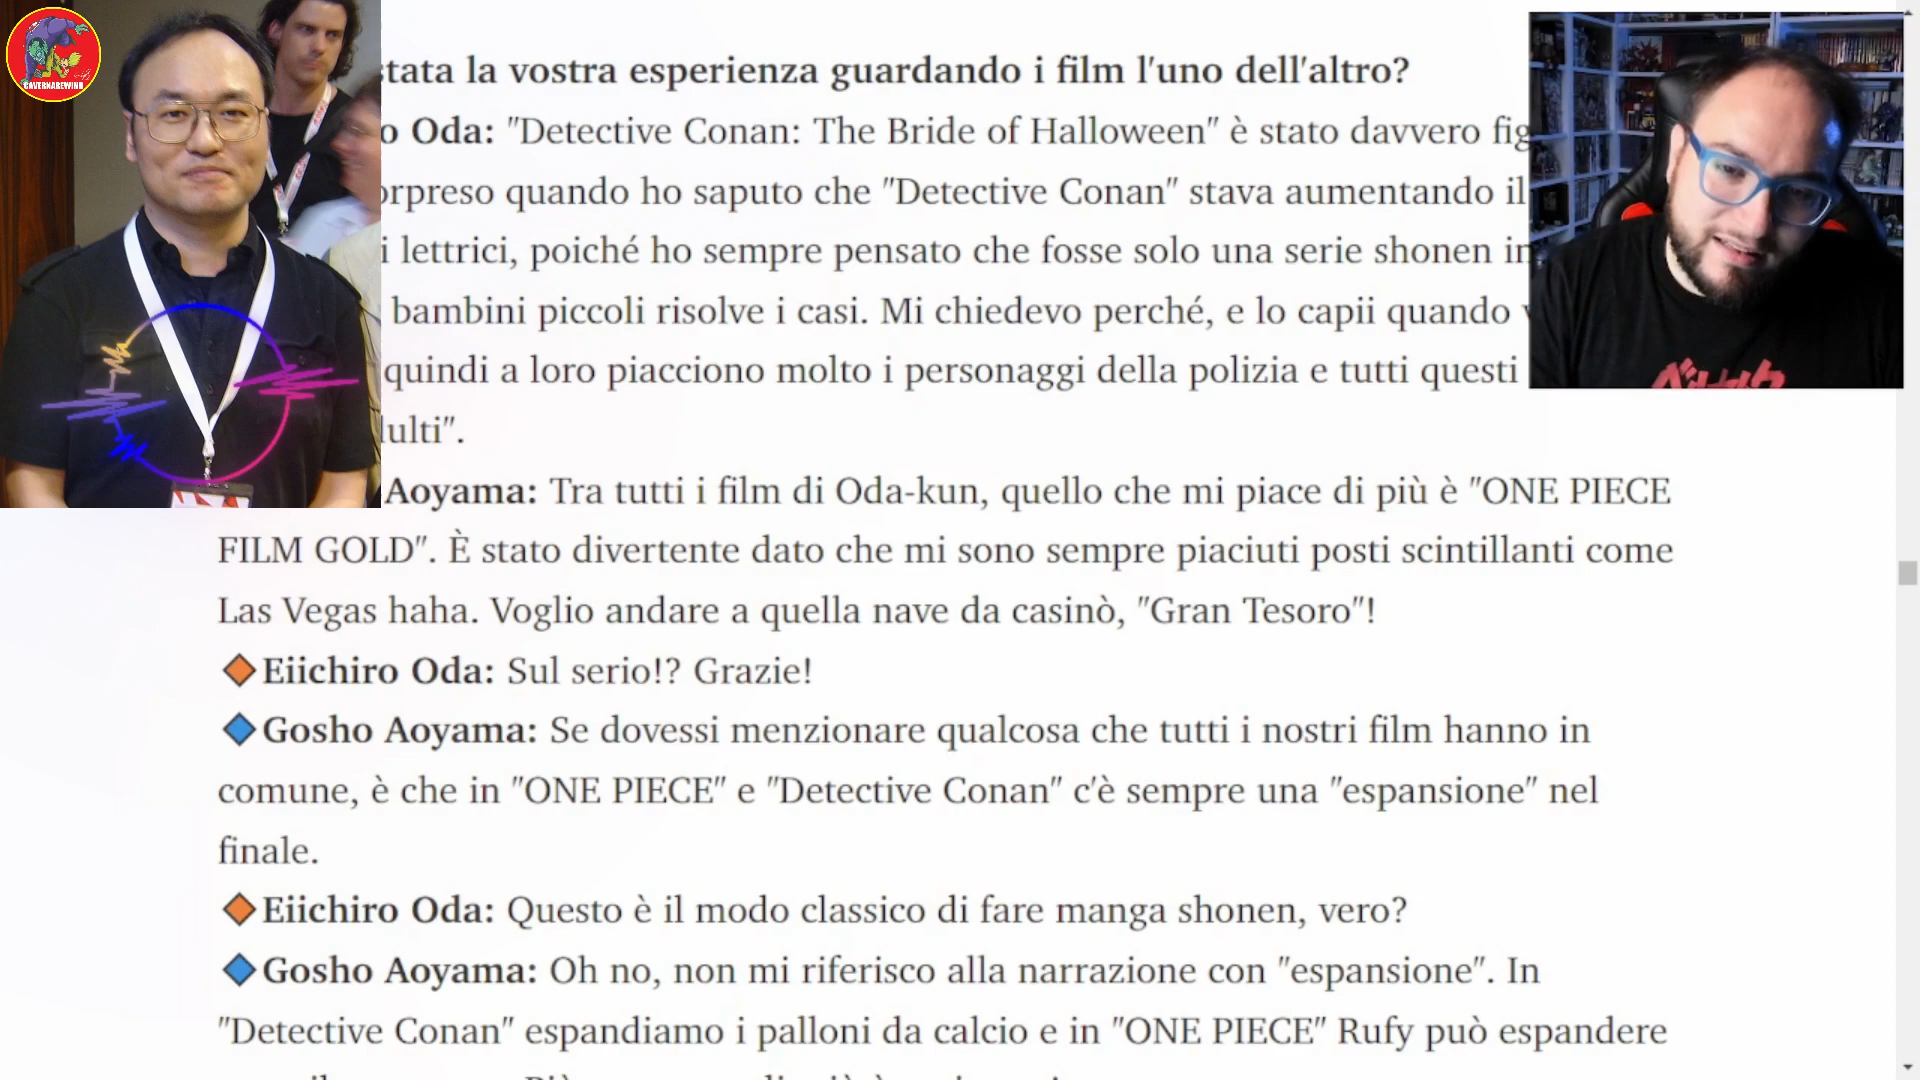 CAVERNAREWIND
tata la vostra esperienza guardando i film l'uno dell'altro?
o Oda: "Detective Conan: The Bride of Halloween" è stato davvero fig
orpreso quando ho saputo che "Detective Conan" stava aumentando il
i lettrici, poiché ho sempre pensato che fosse solo una serie shonen in
bambini piccoli risolve i casi. Mi chiedevo perché, e lo capii quando v
quindi a loro piacciono molto i personaggi della polizia e tutti questi
lulti".
Aoyama: Tra tutti i film di Oda-kun, quello che mi piace di più è "ONE PIECE
FILM GOLD". È stato divertente dato che mi sono sempre piaciuti posti scintillanti come
Las Vegas haha. Voglio andare a quella nave da casinò, "Gran Tesoro"!
Eiichiro Oda: Sul serio!? Grazie!
Gosho Aoyama: Se dovessi menzionare qualcosa che tutti i nostri film hanno in
comune, è che in "ONE PIECE" e "Detective Conan" c'è sempre una "espansione" nel
finale.
Eiichiro Oda: Questo è il modo classico di fare manga shonen, vero?
Gosho Aoyama: Oh no, non mi riferisco alla narrazione con "espansione". In
"Detective Conan" espandiamo i palloni da calcio e in "ONE PIECE" Rufy può espandere